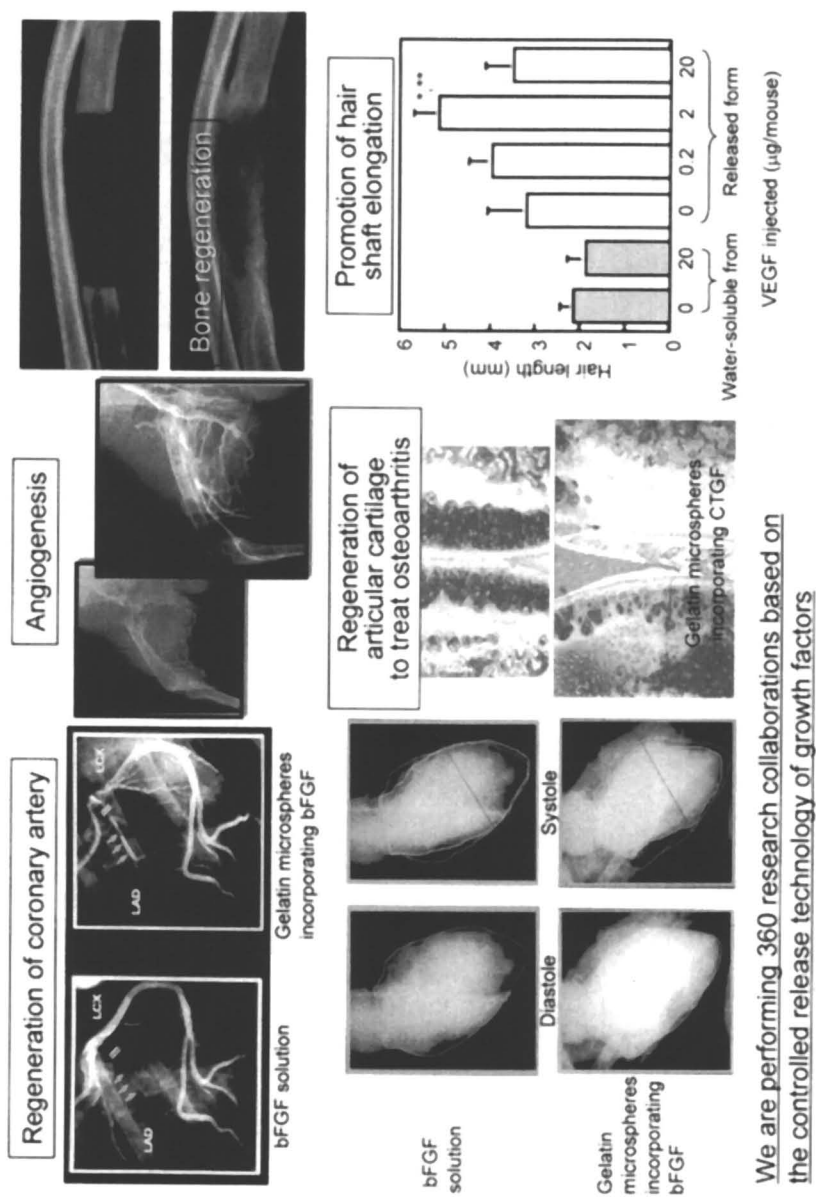 Regeneration of coronary artery
LCX
LAD
bFGF solution
LCX
LAD
Gelatin microspheres
incorporating bFGF
Angiogenesis
Bone regeneration
bFGF
solution
Gelatin
microspheres
incorporating
bFGF
Diastole
Systole
Regeneration of
articular cartilage
to treat osteoarthritis
Gelatin microspheres
incorporating CTGF
Promotion of hair
shaft elongation
Hair length (mm)
6
5
4
3
2
1
0
* **
0 20 0 0.2 2 20
Water-soluble from
Released form
VEGF injected (μg/mouse)
We are performing 360 research collaborations based on
the controlled release technology of growth factors